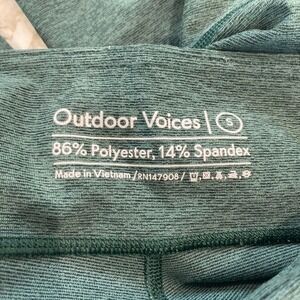 Outdoor Voices | S
86% Polyester, 14% Spandex
Made in Vietnam / RN147908 /